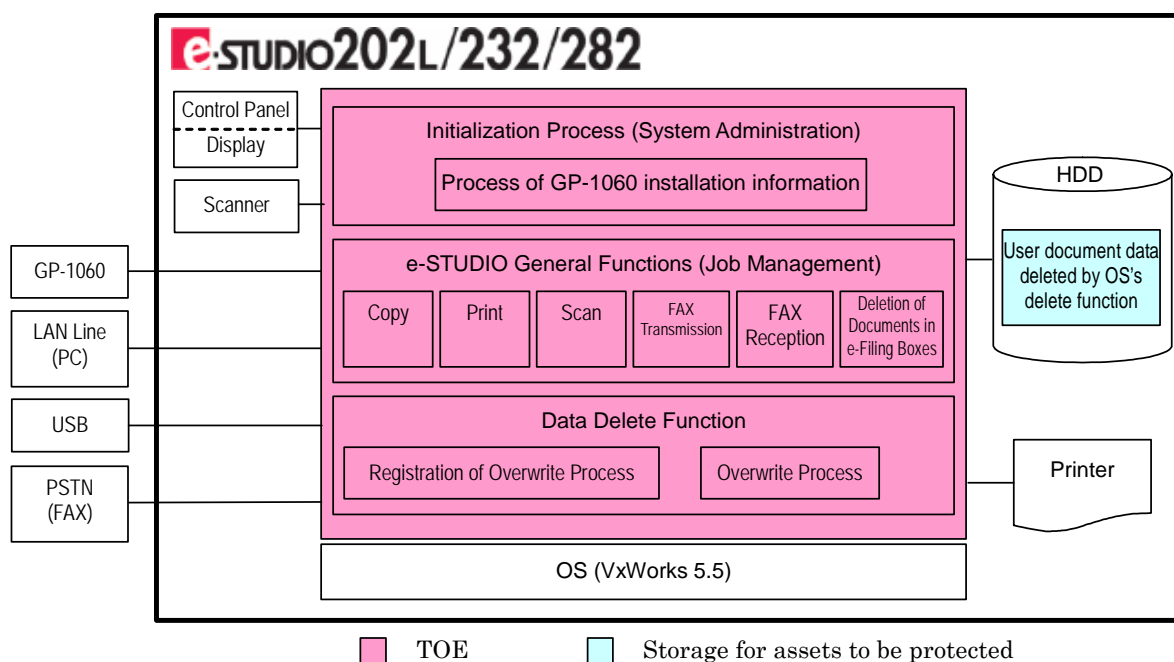 e-STUDIO202L/232/282
Control Panel
Display
Scanner
GP-1060
LAN Line
(PC)
USB
PSTN
(FAX)
Initialization Process (System Administration)
Process of GP-1060 installation information
e-STUDIO General Functions (Job Management)
Copy
Print
Scan
FAX
Transmission
FAX
Reception
Deletion of
Documents in
e-Filing Boxes
Data Delete Function
Registration of Overwrite Process
Overwrite Process
OS (VxWorks 5.5)
HDD
User document data
deleted by OS's
delete function
Printer
TOE
Storage for assets to be protected